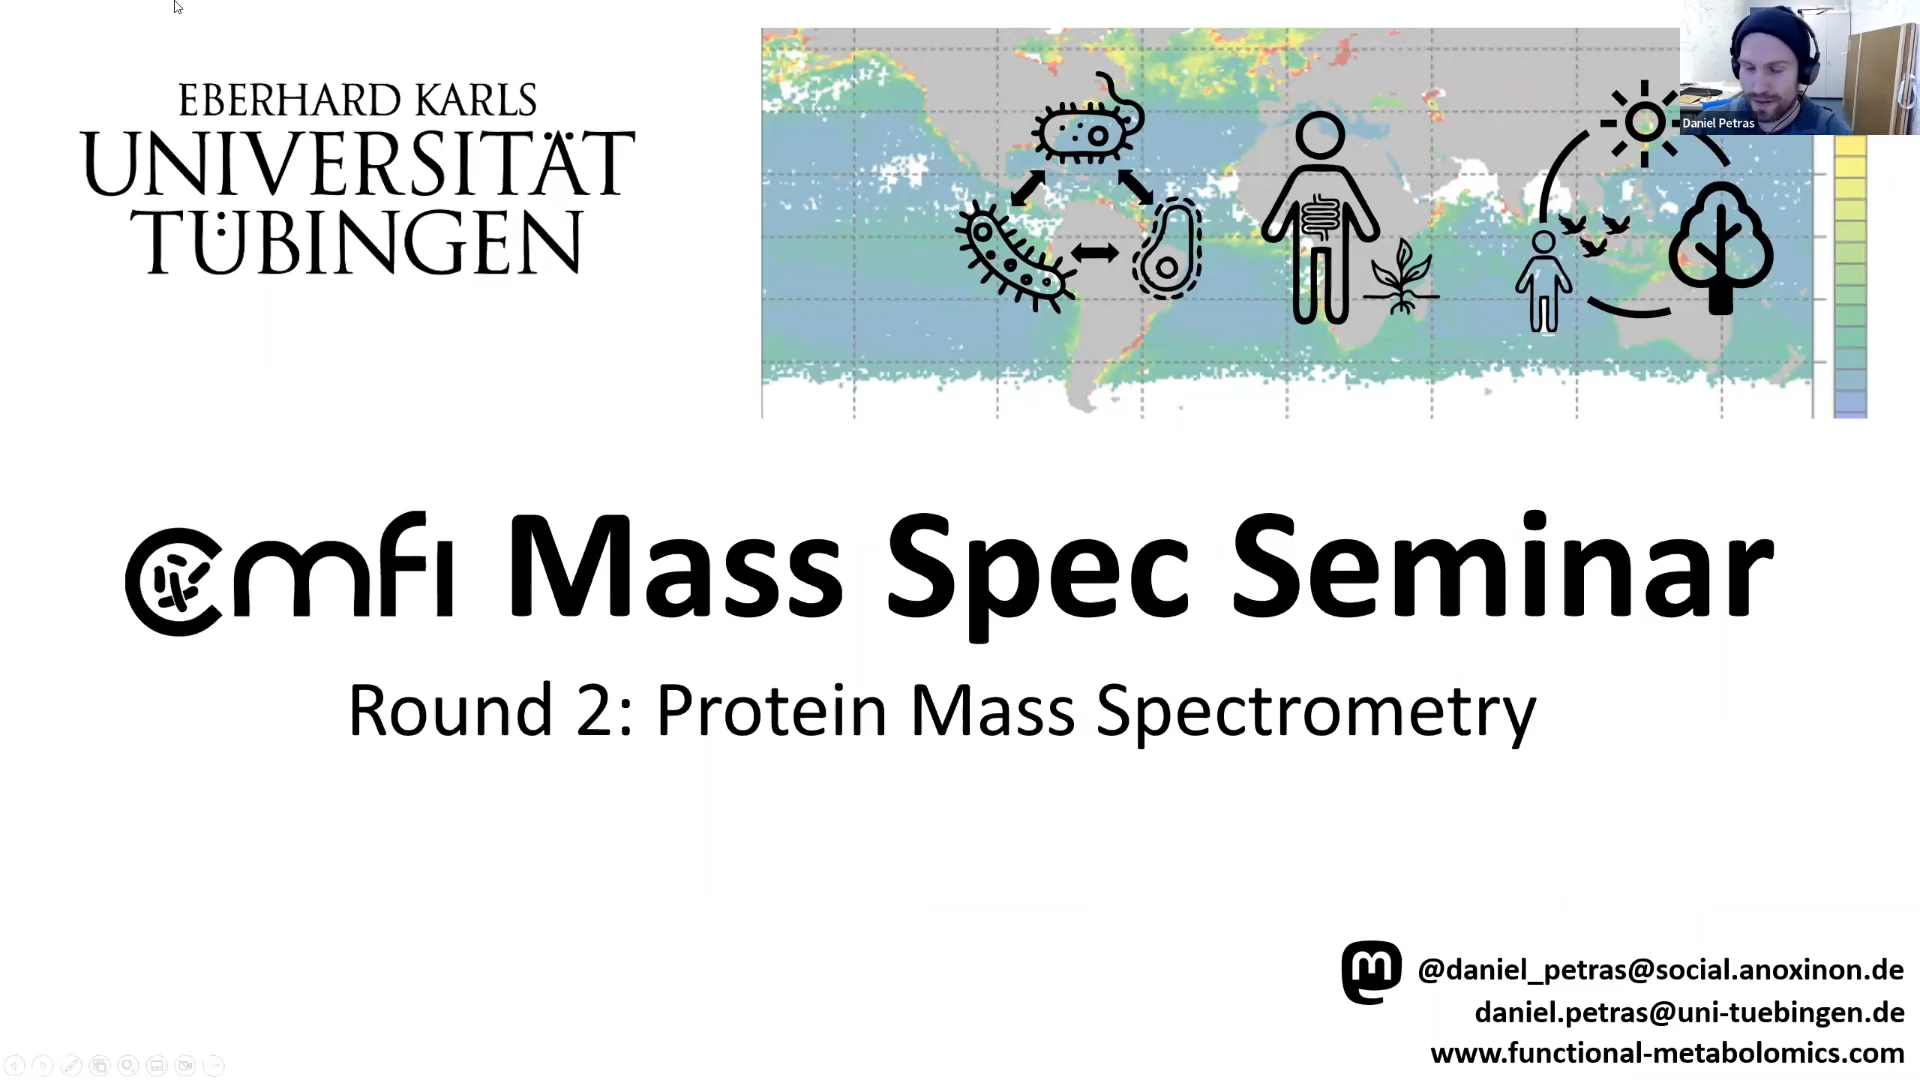 EBERHARD KARLS
UNIVERSITÄT
TÜBINGEN
Daniel Petras
cmfi Mass Spec Seminar
Round 2: Protein Mass Spectrometry
@daniel_petras@social.anoxinon.de
daniel.petras@uni-tuebingen.de
www.functional-metabolomics.com